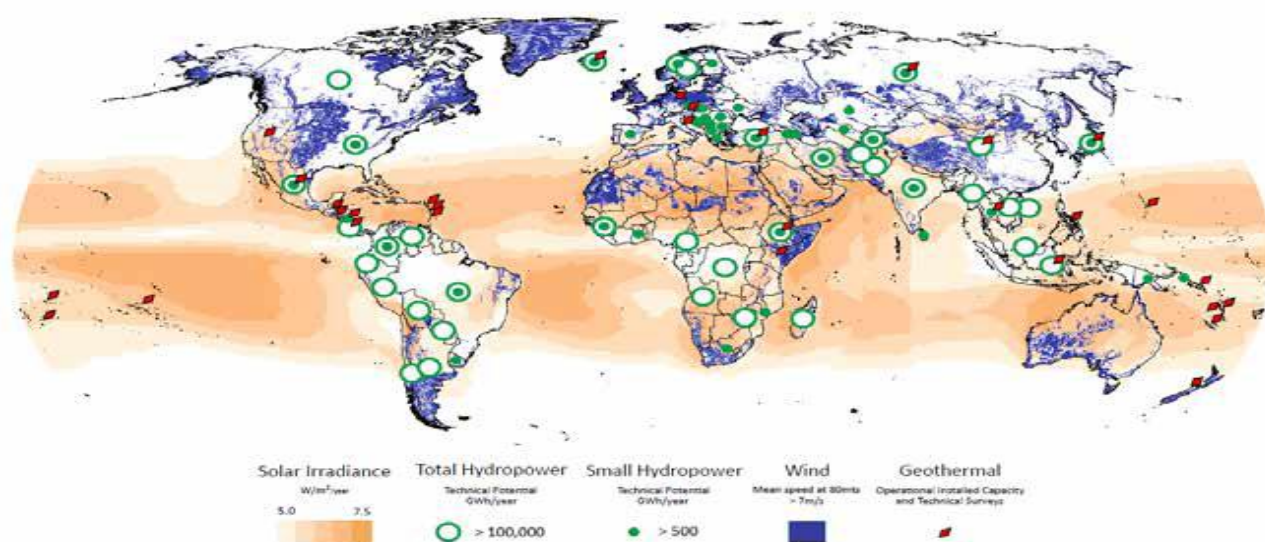 Solar Irradiance Total Hydropower Small Hydropower Wind Geothermal
W/m²/year Technical Potential Technical Potential Mean speed at 80mts Operational Installed Capacity
GWh/year GWh/year > 7m/s and Technical Surveys
5.0 7.5
> 100,000 > 500